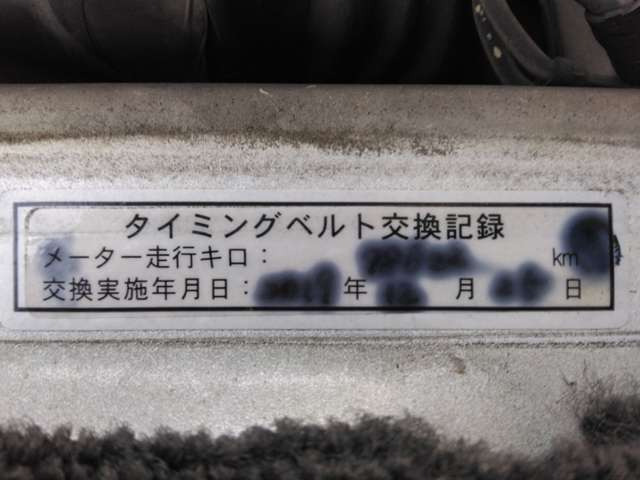 タイミングベルト交換記録
メーター走行キロ: km
交換実施年月日: 年 月 日